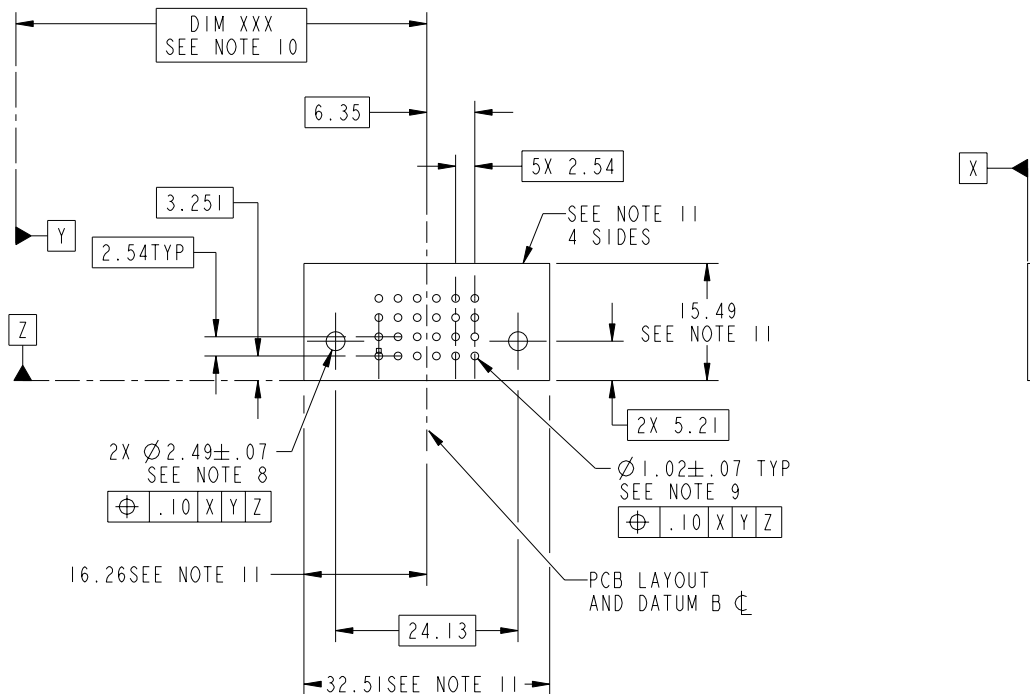 DIM XXX
SEE NOTE 10
6.35
5X 2.54
X
3.251
SEE NOTE 11
4 SIDES
Y
2.54TYP
Z
15.49
SEE NOTE 11
2X 5.21
2X Ø2.49±.07
SEE NOTE 8
⌖ .10 X Y Z
Ø1.02±.07 TYP
SEE NOTE 9
⌖ .10 X Y Z
16.26SEE NOTE 11
PCB LAYOUT
AND DATUM B ℄
24.13
32.51SEE NOTE 11